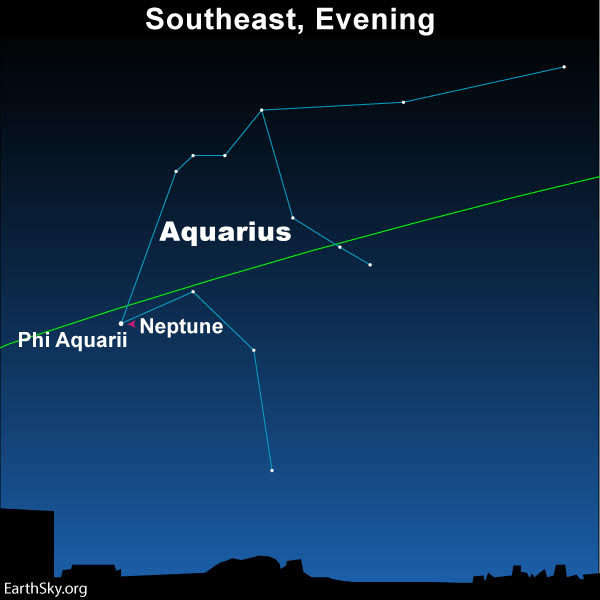 Southeast, Evening
Aquarius
Neptune
Phi Aquarii
EarthSky.org